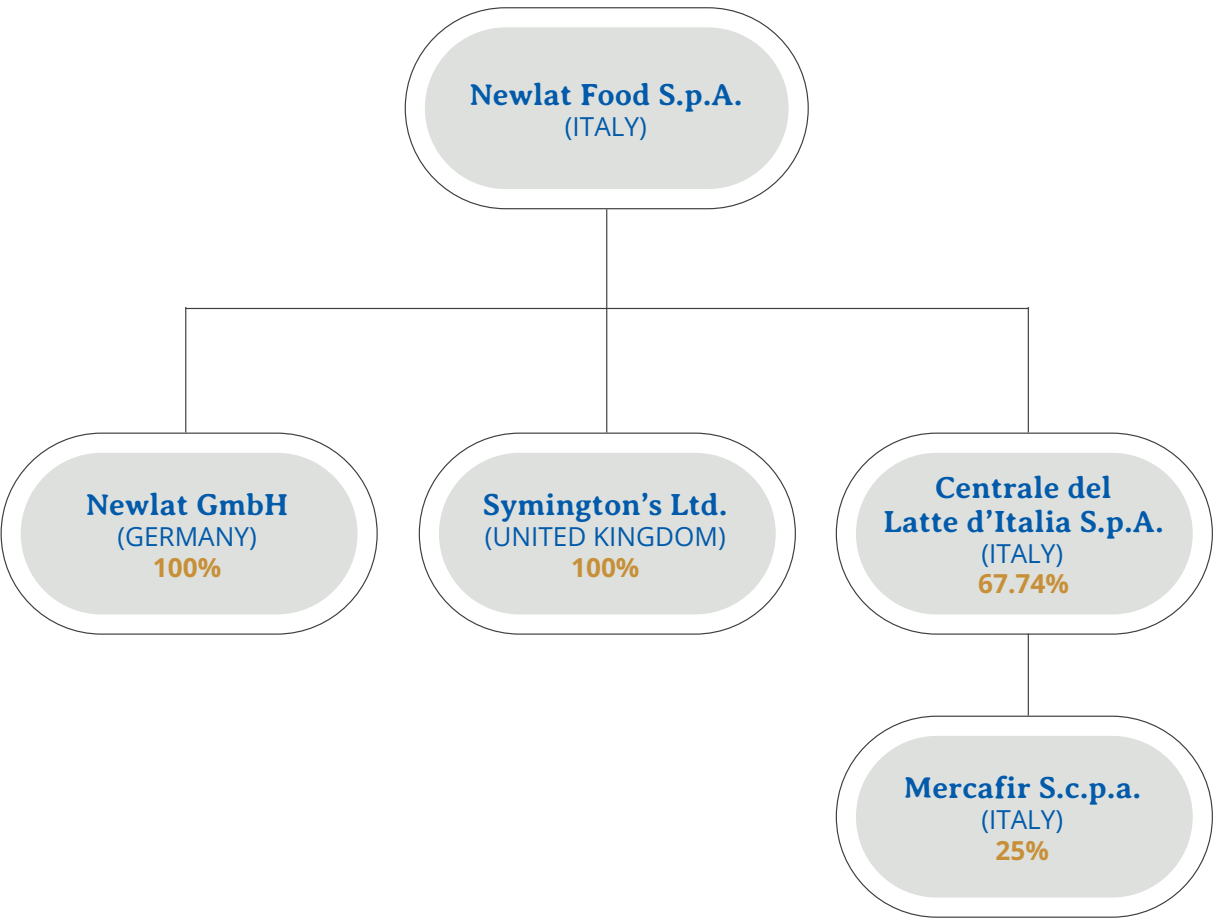 Newlat Food S.p.A.
(ITALY)
Newlat GmbH
(GERMANY)
100%
Symington’s Ltd.
(UNITED KINGDOM)
100%
Centrale del
Latte d’Italia S.p.A.
(ITALY)
67.74%
Mercafir S.c.p.a.
(ITALY)
25%